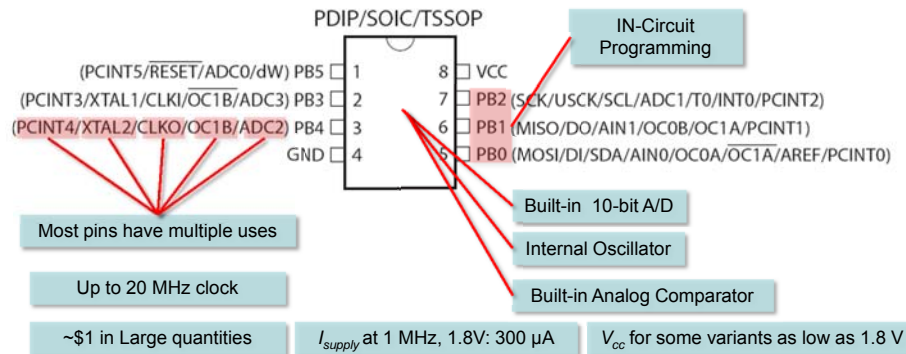 PDIP/SOIC/TSSOP
IN-Circuit
Programming
(PCINT5/RESET/ADC0/dW) PB5 1 8 VCC
(PCINT3/XTAL1/CLKI/OC1B/ADC3) PB3 2 7 PB2 (SCK/USCK/SCL/ADC1/T0/INT0/PCINT2)
(PCINT4/XTAL2/CLKO/OC1B/ADC2) PB4 3 6 PB1 (MISO/DO/AIN1/OC0B/OC1A/PCINT1)
GND 4 5 PB0 (MOSI/DI/SDA/AIN0/OC0A/OC1A/AREF/PCINT0)
Most pins have multiple uses
Built-in 10-bit A/D
Internal Oscillator
Up to 20 MHz clock
Built-in Analog Comparator
~$1 in Large quantities
Isupply at 1 MHz, 1.8V: 300 µA
Vcc for some variants as low as 1.8 V